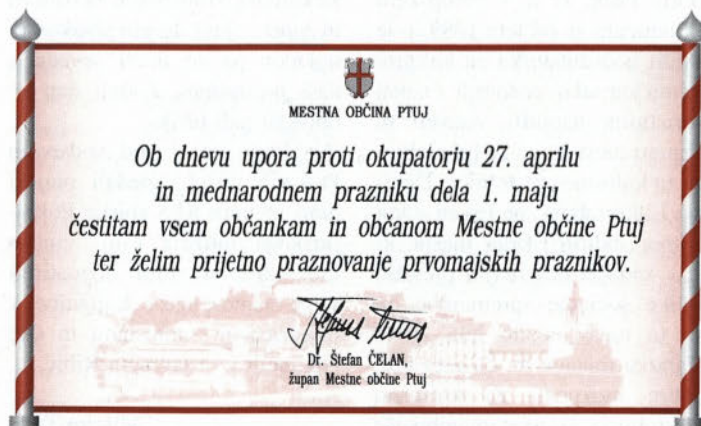 MESTNA OBČINA PTUJ
Ob dnevu upora proti okupatorju 27. aprilu
in mednarodnem prazniku dela 1. maju
čestitam vsem občankam in občanom Mestne občine Ptuj
ter želim prijetno praznovanje prvomajskih praznikov.
Dr. Štefan ČELAN,
župan Mestne občine Ptuj